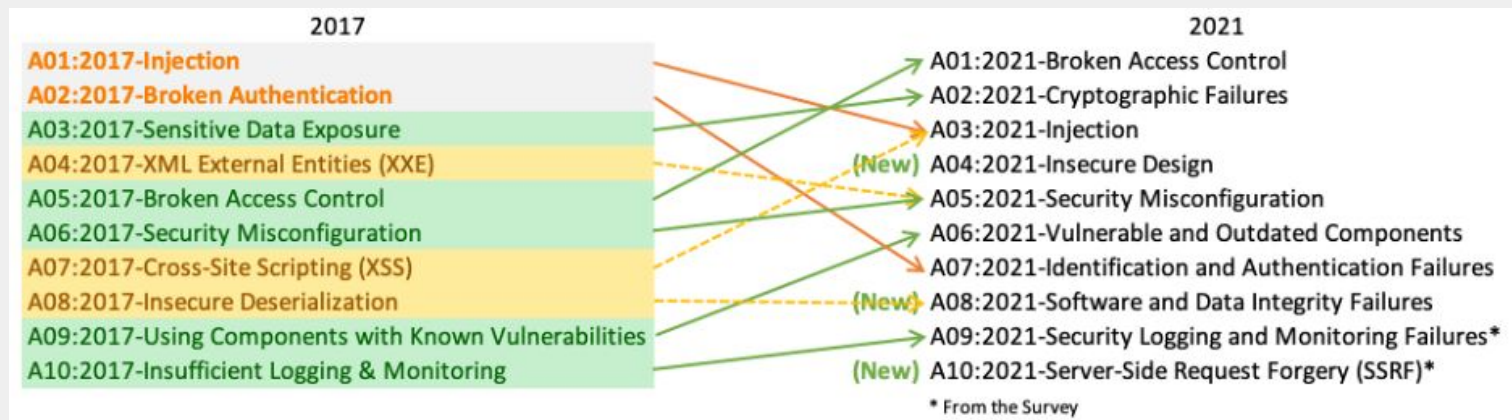 2017
A01:2017-Injection
A02:2017-Broken Authentication
A03:2017-Sensitive Data Exposure
A04:2017-XML External Entities (XXE)
A05:2017-Broken Access Control
A06:2017-Security Misconfiguration
A07:2017-Cross-Site Scripting (XSS)
A08:2017-Insecure Deserialization
A09:2017-Using Components with Known Vulnerabilities
A10:2017-Insufficient Logging & Monitoring
2021
A01:2021-Broken Access Control
A02:2021-Cryptographic Failures
A03:2021-Injection
(New) A04:2021-Insecure Design
A05:2021-Security Misconfiguration
A06:2021-Vulnerable and Outdated Components
A07:2021-Identification and Authentication Failures
(New) A08:2021-Software and Data Integrity Failures
A09:2021-Security Logging and Monitoring Failures*
(New) A10:2021-Server-Side Request Forgery (SSRF)*
* From the Survey